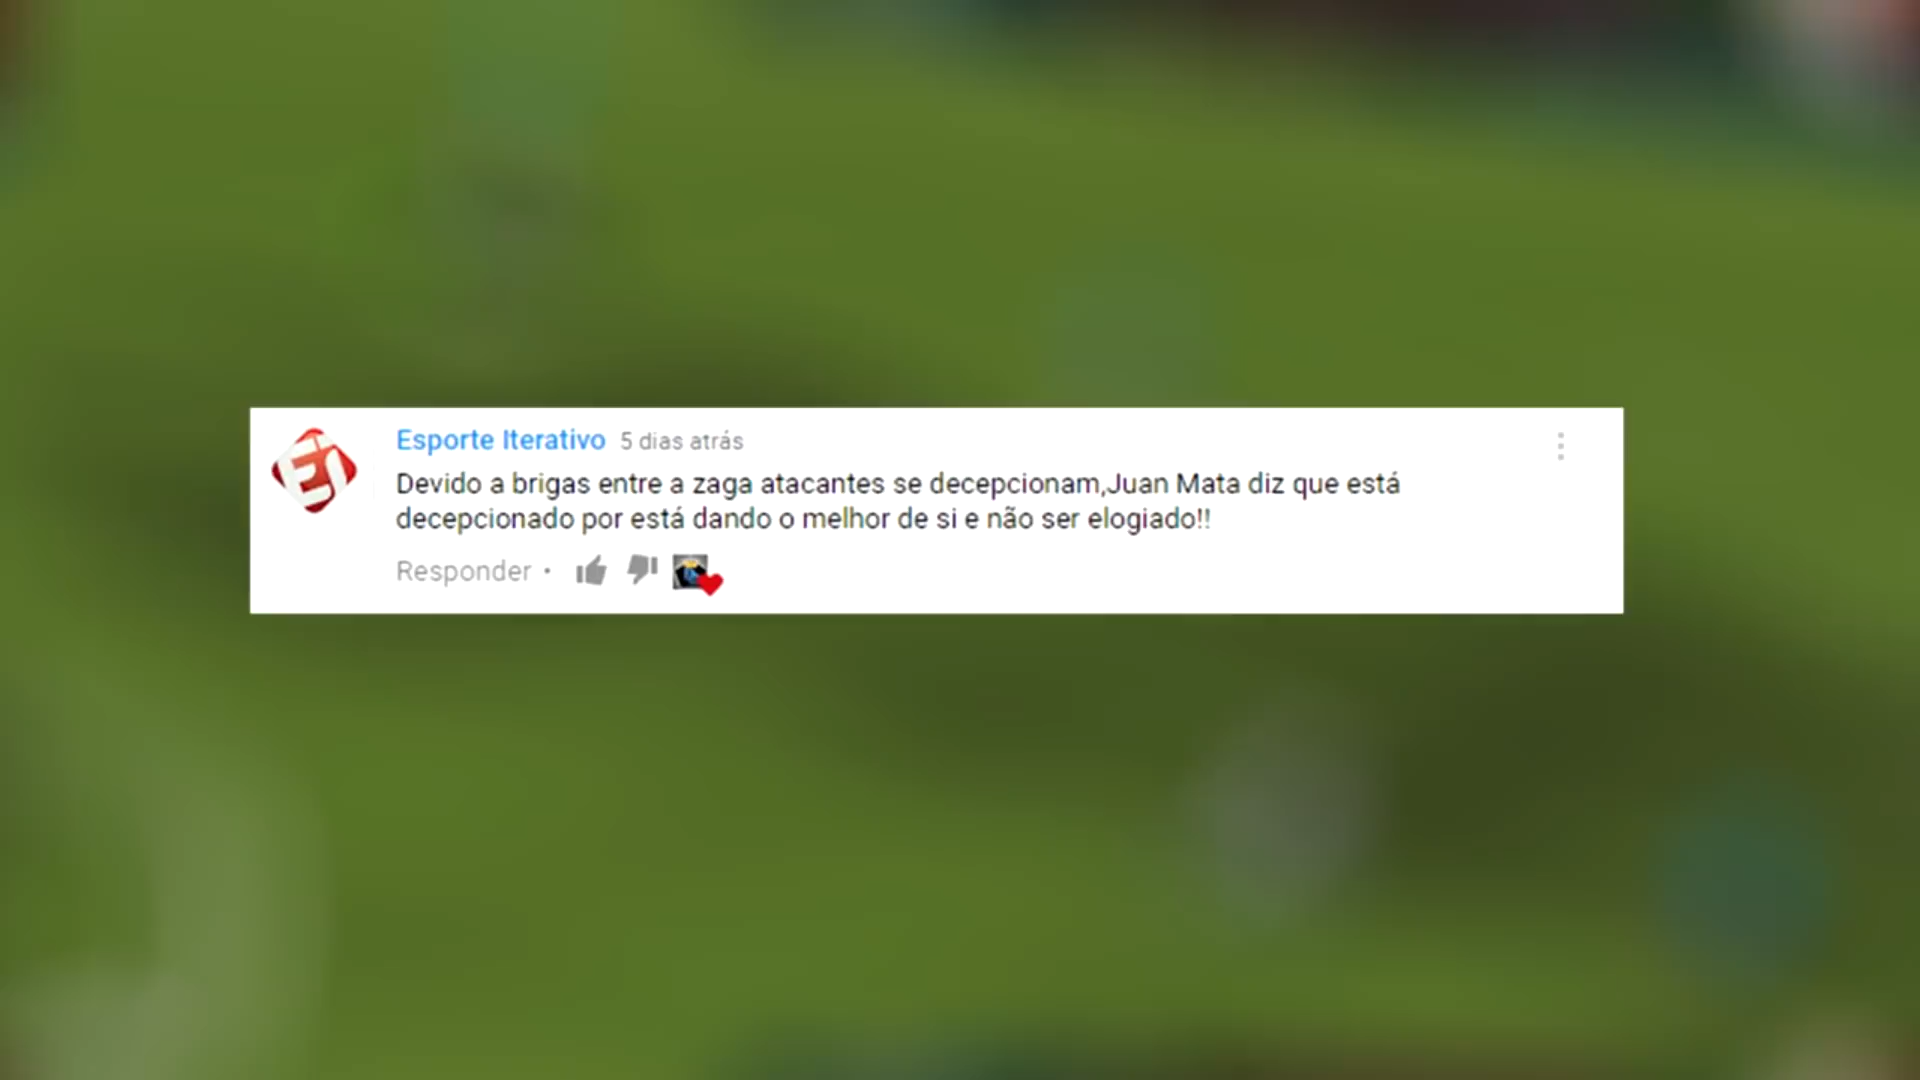 Esporte Iterativo 5 dias atrás
Devido a brigas entre a zaga atacantes se decepcionam,Juan Mata diz que está
decepcionado por está dando o melhor de si e não ser elogiado!!
Responder •